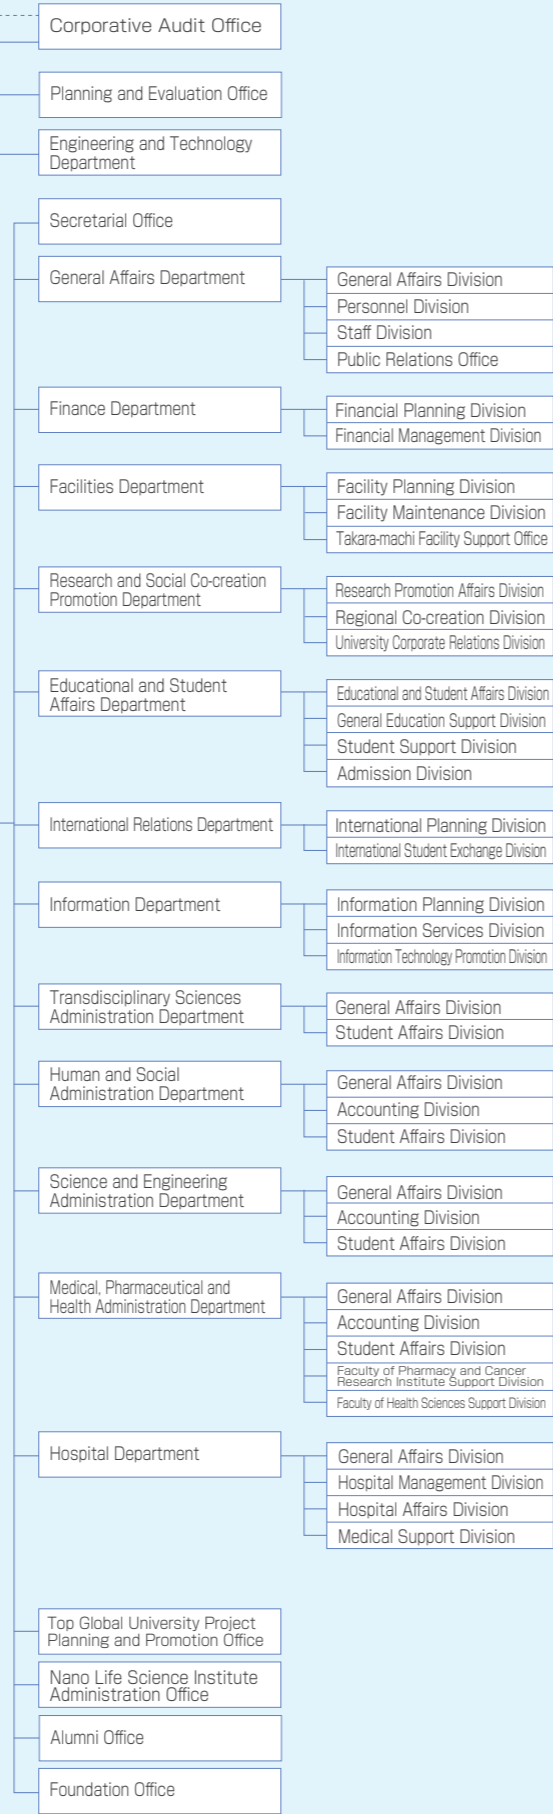 Corporative Audit Office
Planning and Evaluation Office
Engineering and Technology
Department
Secretarial Office
General Affairs Department
General Affairs Division
Personnel Division
Staff Division
Public Relations Office
Finance Department
Financial Planning Division
Financial Management Division
Facilities Department
Facility Planning Division
Facility Maintenance Division
Takara-machi Facility Support Office
Research and Social Co-creation
Promotion Department
Research Promotion Affairs Division
Regional Co-creation Division
University Corporate Relations Division
Educational and Student
Affairs Department
Educational and Student Affairs Division
General Education Support Division
Student Support Division
Admission Division
International Relations Department
International Planning Division
International Student Exchange Division
Information Department
Information Planning Division
Information Services Division
Information Technology Promotion Division
Transdisciplinary Sciences
Administration Department
General Affairs Division
Student Affairs Division
Human and Social
Administration Department
General Affairs Division
Accounting Division
Student Affairs Division
Science and Engineering
Administration Department
General Affairs Division
Accounting Division
Student Affairs Division
Medical, Pharmaceutical and
Health Administration Department
General Affairs Division
Accounting Division
Student Affairs Division
Faculty of Pharmacy and Cancer
Research Institute Support Division
Faculty of Health Sciences Support Division
Hospital Department
General Affairs Division
Hospital Management Division
Hospital Affairs Division
Medical Support Division
Top Global University Project
Planning and Promotion Office
Nano Life Science Institute
Administration Office
Alumni Office
Foundation Office